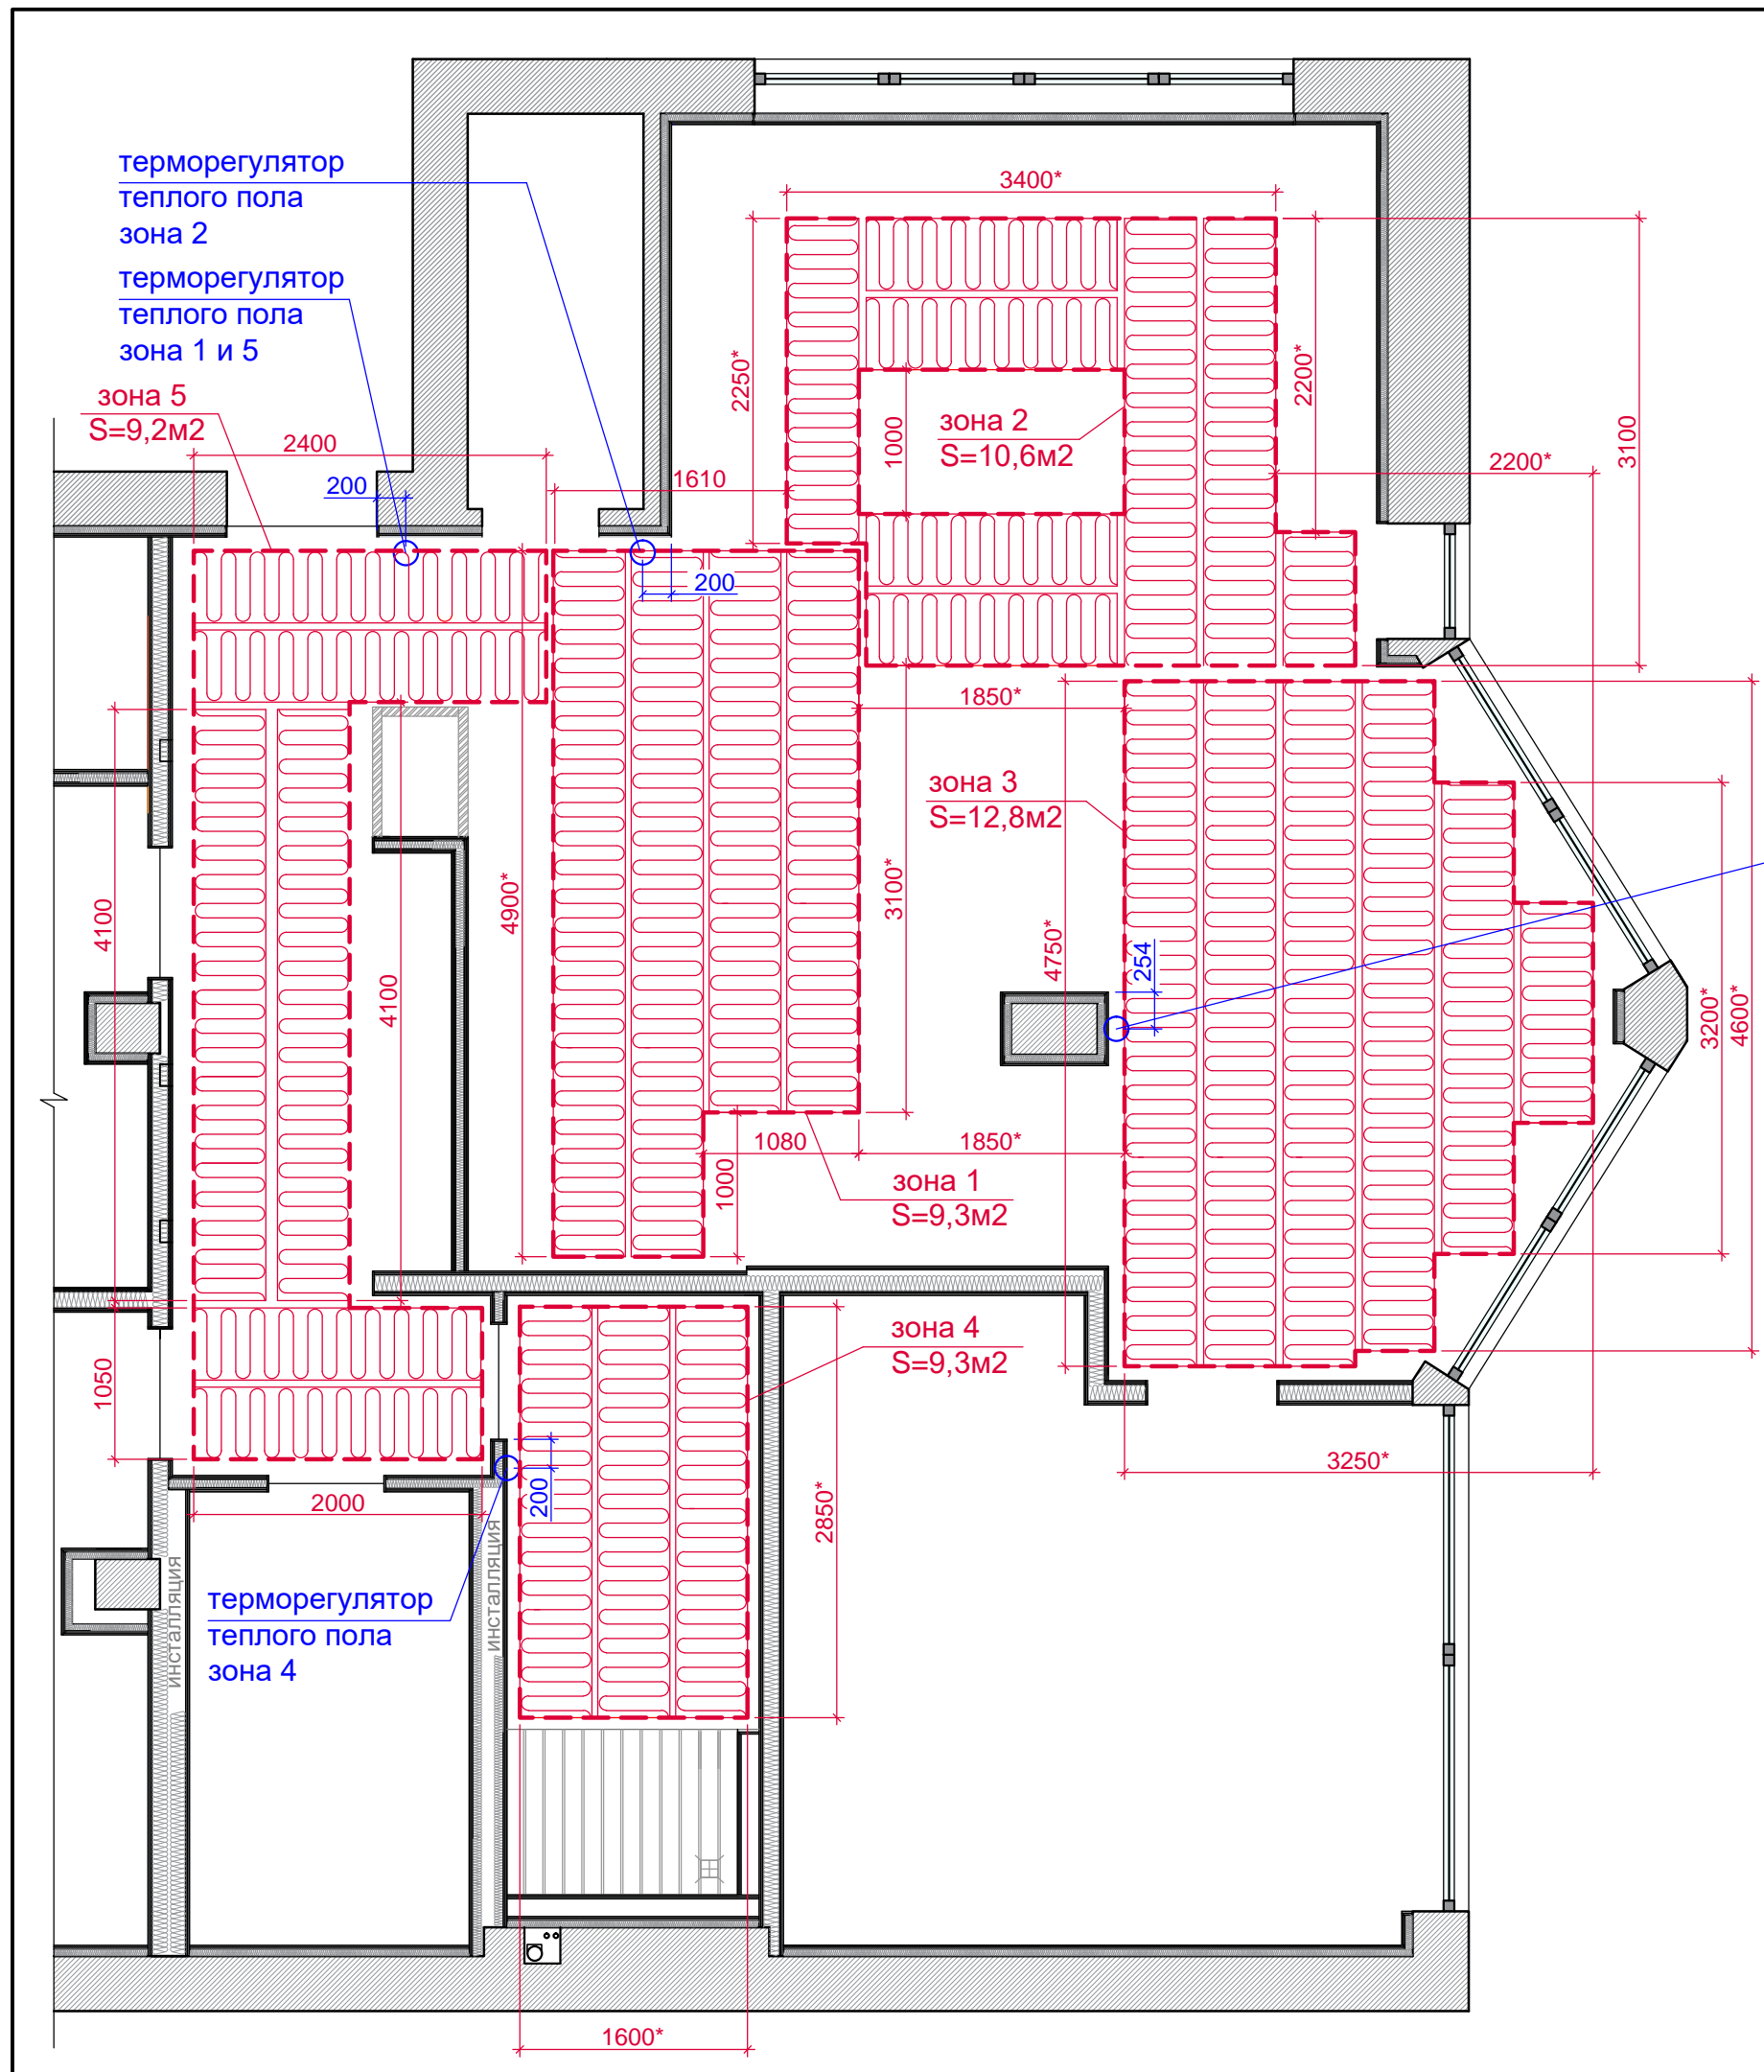 терморегулятор
теплого пола
зона 2
терморегулятор
теплого пола
зона 1 и 5
зона 5
S=9,2м2
2400
200
1610
3400*
2250*
1000
зона 2
S=10,6м2
2200*
3100
2200*
200
1850*
зона 3
S=12,8м2
3100*
4900*
4100
4100
4750*
254
3200*
4600*
1080
1850*
1000
зона 1
S=9,3м2
1050
зона 4
S=9,3м2
3250*
2000
200
2850*
инсталляция
инсталляция
терморегулятор
теплого пола
зона 4
1600*